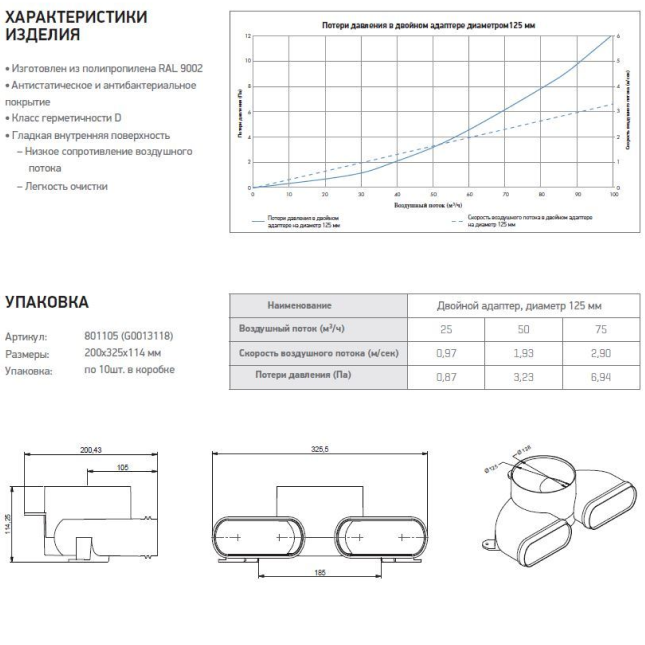 ХАРАКТЕРИСТИКИ
ИЗДЕЛИЯ
• Изготовлен из полипропилена RAL 9002
• Антистатическое и антибактериальное
покрытие
• Класс герметичности D
• Гладкая внутренняя поверхность
– Низкое сопротивление воздушного
потока
– Легкость очистки
Потери давления в двойном адаптере диаметром125 мм
Потери давления (Па)
12
10
8
6
4
2
0
6
5
4
3
2
1
0
Скорость воздушного потока (м/сек)
0 10 20 30 40 50 60 70 80 90 100
Воздушный поток (м³/ч)
Потери давления в двойном
адаптере на диаметр 125 мм
Скорость воздушного потока в двойном адаптере
на диаметр 125 мм
УПАКОВКА
Артикул: 801105 (G0013118)
Размеры: 200x325x114 мм
Упаковка: по 10шт. в коробке
Наименование Двойной адаптер, диаметр 125 мм
Воздушный поток (м³/ч) 25 50 75
Скорость воздушного потока (м/сек) 0,97 1,93 2,90
Потери давления (Па) 0,87 3,23 6,94
200,43
105
114,25
325,5
185
Ø125
Ø126